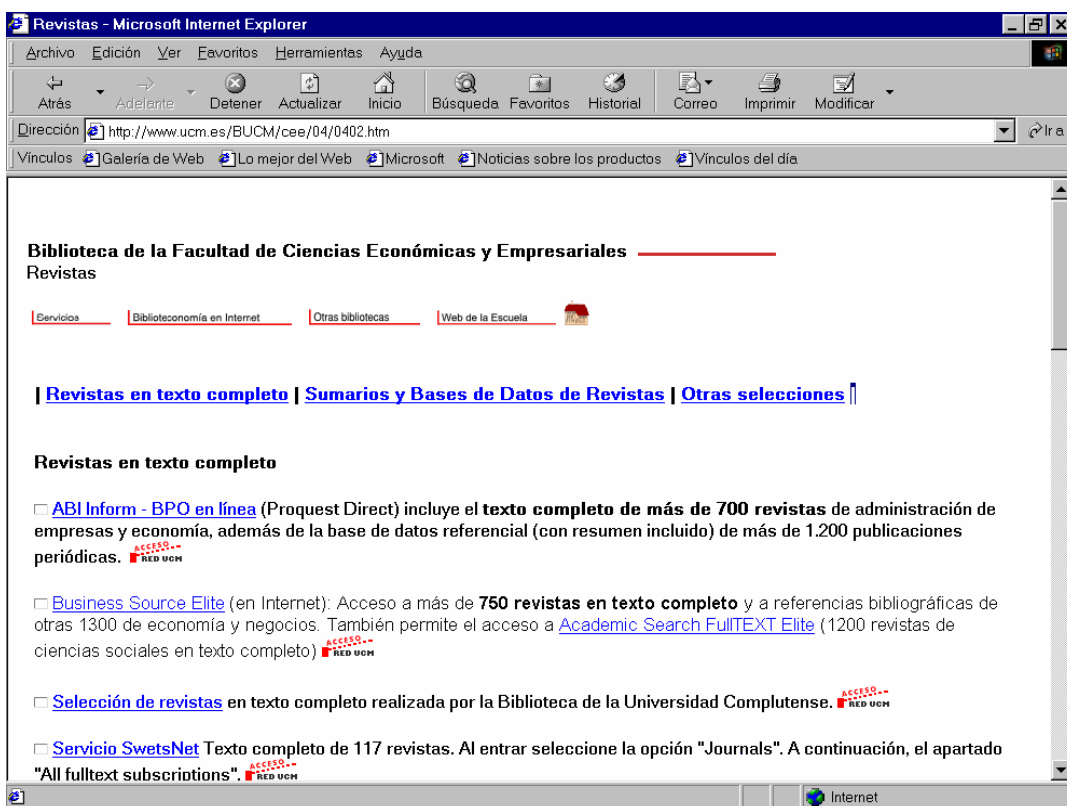 Revistas - Microsoft Internet Explorer
Archivo Edición Ver Favoritos Herramientas Ayuda
Atrás Adelante Detener Actualizar Inicio Búsqueda Favoritos Historial Correo Imprimir Modificar
Dirección http://www.ucm.es/BUCM/cee/04/0402.htm Ir a
Vínculos Galería de Web Lo mejor del Web Microsoft Noticias sobre los productos Vínculos del día
Biblioteca de la Facultad de Ciencias Económicas y Empresariales
Revistas
Servicios Biblioteconomía en Internet Otras bibliotecas Web de la Escuela
| Revistas en texto completo | Sumarios y Bases de Datos de Revistas | Otras selecciones |
Revistas en texto completo
ABI Inform - BPO en línea (Proquest Direct) incluye el texto completo de más de 700 revistas de administración de
empresas y economía, además de la base de datos referencial (con resumen incluido) de más de 1.200 publicaciones
periódicas. ACCESO RED UCM
Business Source Elite (en Internet): Acceso a más de 750 revistas en texto completo y a referencias bibliográficas de
otras 1300 de economía y negocios. También permite el acceso a Academic Search FullTEXT Elite (1200 revistas de
ciencias sociales en texto completo) ACCESO RED UCM
Selección de revistas en texto completo realizada por la Biblioteca de la Universidad Complutense. ACCESO RED UCM
Servicio SwetsNet Texto completo de 117 revistas. Al entrar seleccione la opción "Journals". A continuación, el apartado
"All fulltext subscriptions". ACCESO RED UCM
Internet